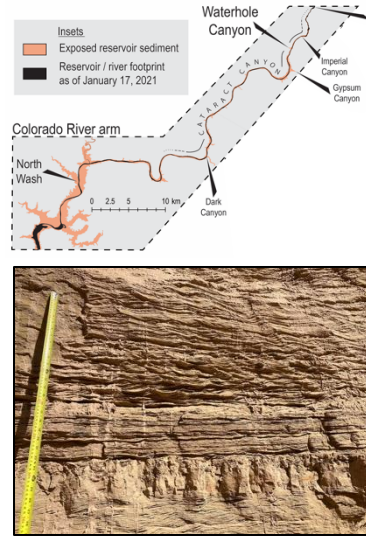 Insets
Exposed reservoir sediment
Reservoir / river footprint
as of January 17, 2021
Waterhole
Canyon
Imperial
Canyon
Gypsum
Canyon
CATARACT CANYON
Colorado River arm
North
Wash
0 2.5 5 10 km
Dark
Canyon